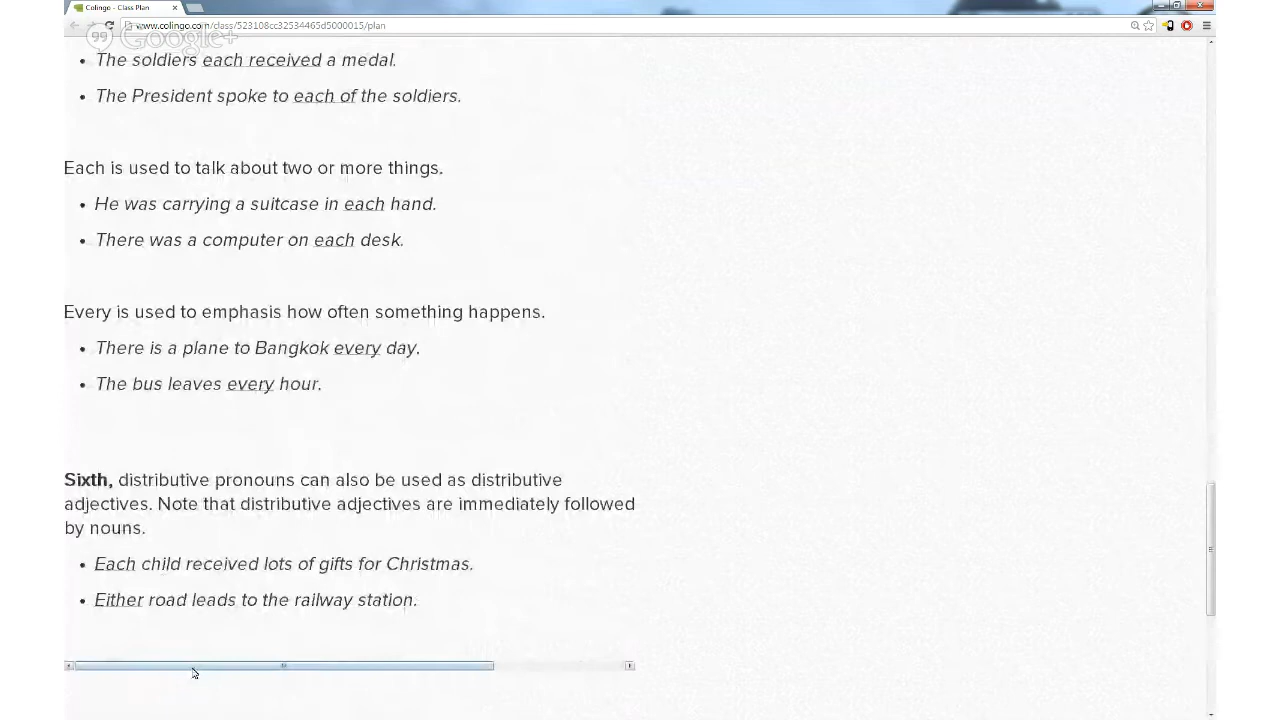 Colingo - Class Plan
www.colingo.com/class/523108cc32534465d5000015/plan
Google+
The soldiers each received a medal.
The President spoke to each of the soldiers.
Each is used to talk about two or more things.
He was carrying a suitcase in each hand.
There was a computer on each desk.
Every is used to emphasis how often something happens.
There is a plane to Bangkok every day.
The bus leaves every hour.
Sixth, distributive pronouns can also be used as distributive
adjectives. Note that distributive adjectives are immediately followed
by nouns.
Each child received lots of gifts for Christmas.
Either road leads to the railway station.